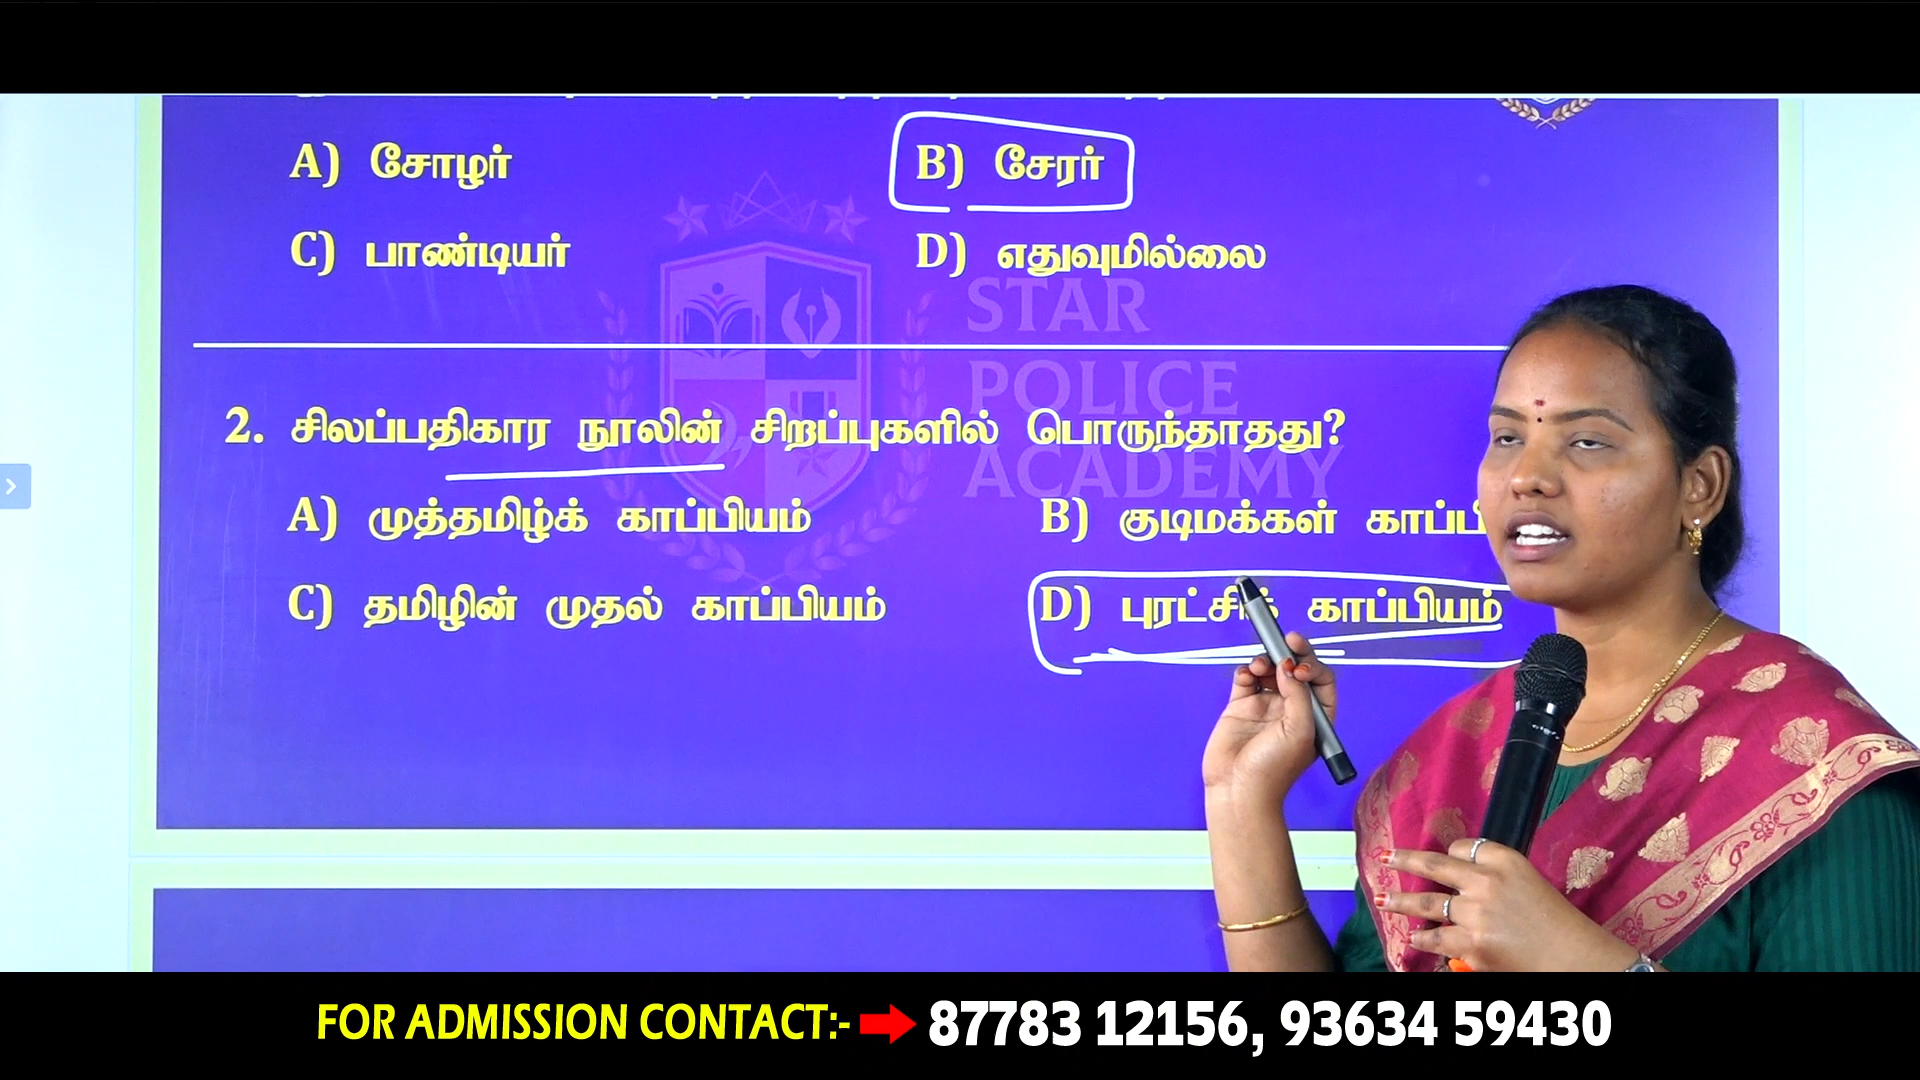 A) சோழர்
B) சேரர்
C) பாண்டியர்
D) எதுவுமில்லை
STAR
POLICE
ACADEMY
2. சிலப்பதிகார நூலின் சிறப்புகளில் பொருந்தாதது?
A) முத்தமிழ்க் காப்பியம்
B) குடிமக்கள்
C) தமிழின் முதல் காப்பியம்
D) புரட்சிக் காப்பியம்
FOR ADMISSION CONTACT:- 87783 12156, 93634 59430